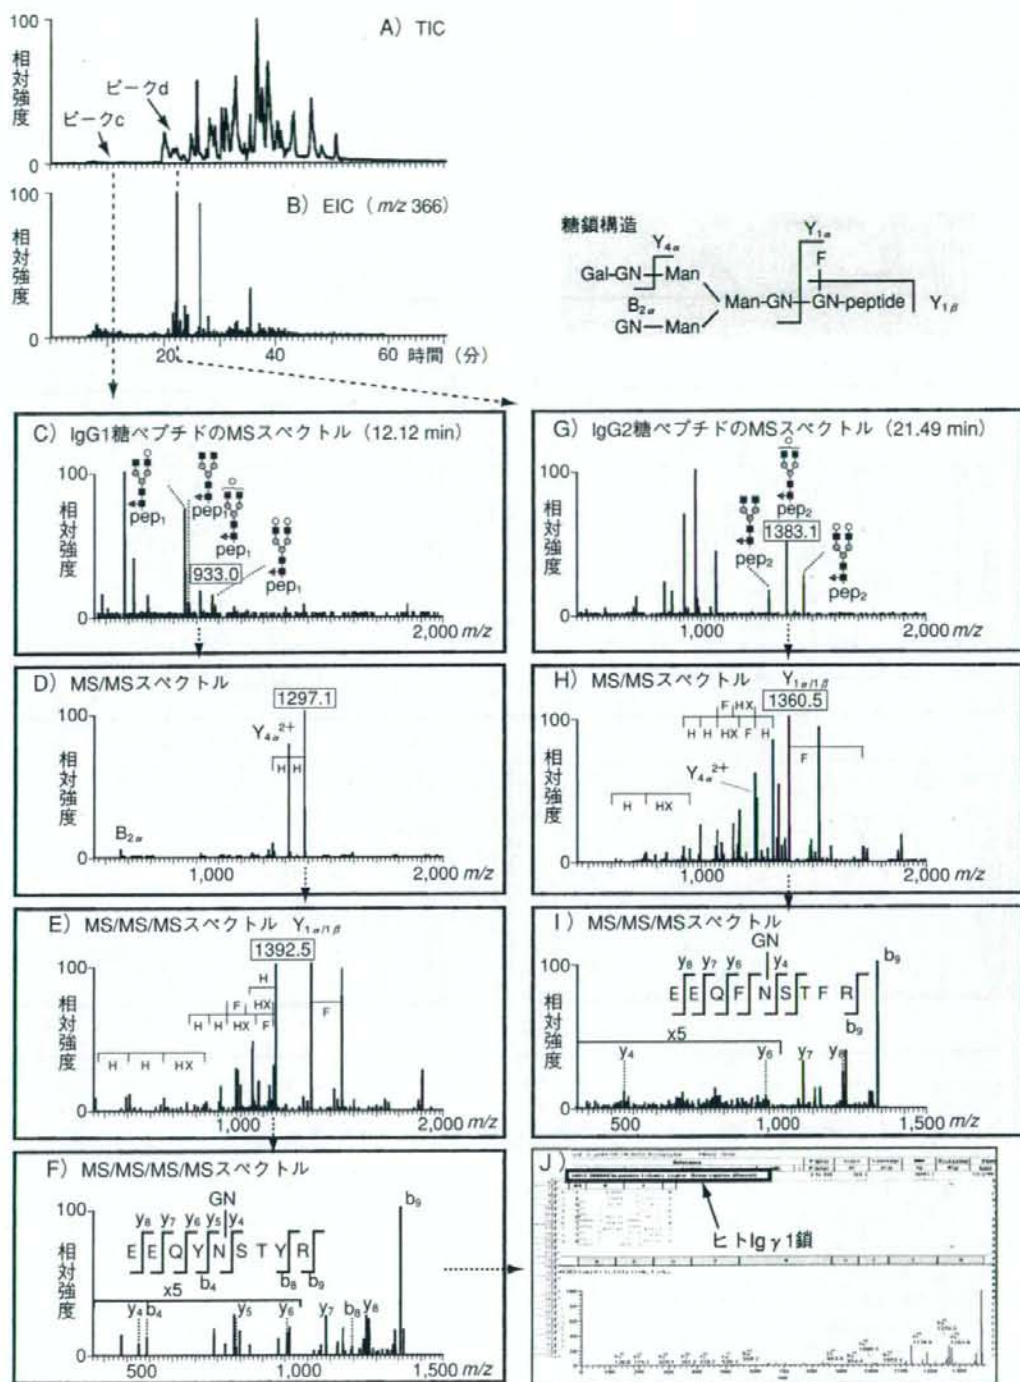 A) TIC
100
相対強度
ピークd
ピークc
0
B) EIC (m/z 366)
100
相対強度
0
20 40 60 時間（分）
糖鎖構造
Y1α
Y4α
F
Gal-GN Man
B2α
Man-GN GN-peptide Y1β
GN-Man
C) IgG1糖ペプチドのMSスペクトル（12.12 min）
100
相対強度
pep1
pep1
pep1
933.0
pep1
0
2,000 m/z
D) MS/MSスペクトル
1297.1
100
相対強度
Y4α2+
H H
B2α
0
1,000 2,000 m/z
E) MS/MS/MSスペクトル Y1α/1β
1392.5
100
相対強度
H
F HX
H H HX F
F
H H HX
0
1,000 2,000 m/z
F) MS/MS/MS/MSスペクトル
GN
100
相対強度
y8 y7 y6 y5 y4
E E Q Y N S T Y R
b4 b8 b9
b9
x5
y4 b4 y5 y6 y7 b8 y8
0
500 1,000 1,500
G) IgG2糖ペプチドのMSスペクトル（21.49 min）
100
相対強度
pep2
1383.1
pep2
pep2
0
1,000 2,000 m/z
H) MS/MSスペクトル Y1α/1β
1360.5
100
相対強度
F HX
H H HX F H
Y4α2+
F
H HX
0
1,000 2,000 m/z
I) MS/MS/MSスペクトル
GN
100
相対強度
y8 y7 y6 y4
E E Q F N S T F R
b9
b9
x5
y4 y6 y7 y8
0
500 1,000 1,500
J)
ヒトIgγ1鎖